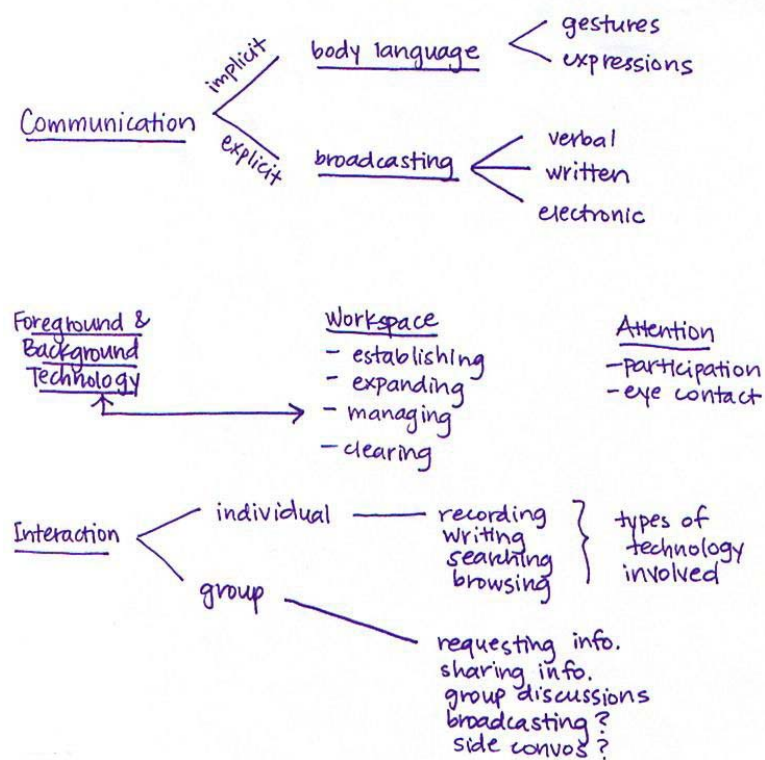 Communication
implicit
explicit
body language
gestures
expressions
broadcasting
verbal
written
electronic
Foreground &
Background
Technology
Workspace
- establishing
- expanding
- managing
- clearing
Attention
- participation
- eye contact
Interaction
individual
recording
writing
searching
browsing
types of
technology
involved
group
requesting info.
sharing info.
group discussions
broadcasting?
side convos?